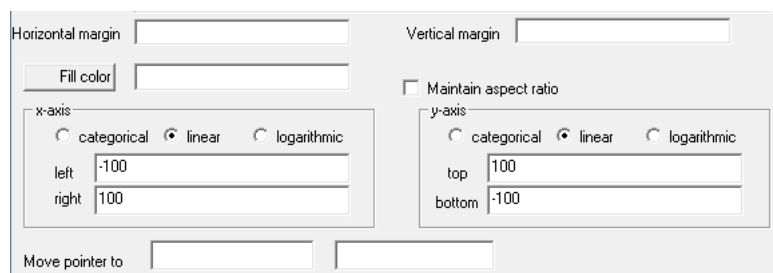 Horizontal margin Vertical margin
Fill color Maintain aspect ratio
x-axis y-axis
categorical linear logarithmic categorical linear logarithmic
left -100 top 100
right 100 bottom -100
Move pointer to